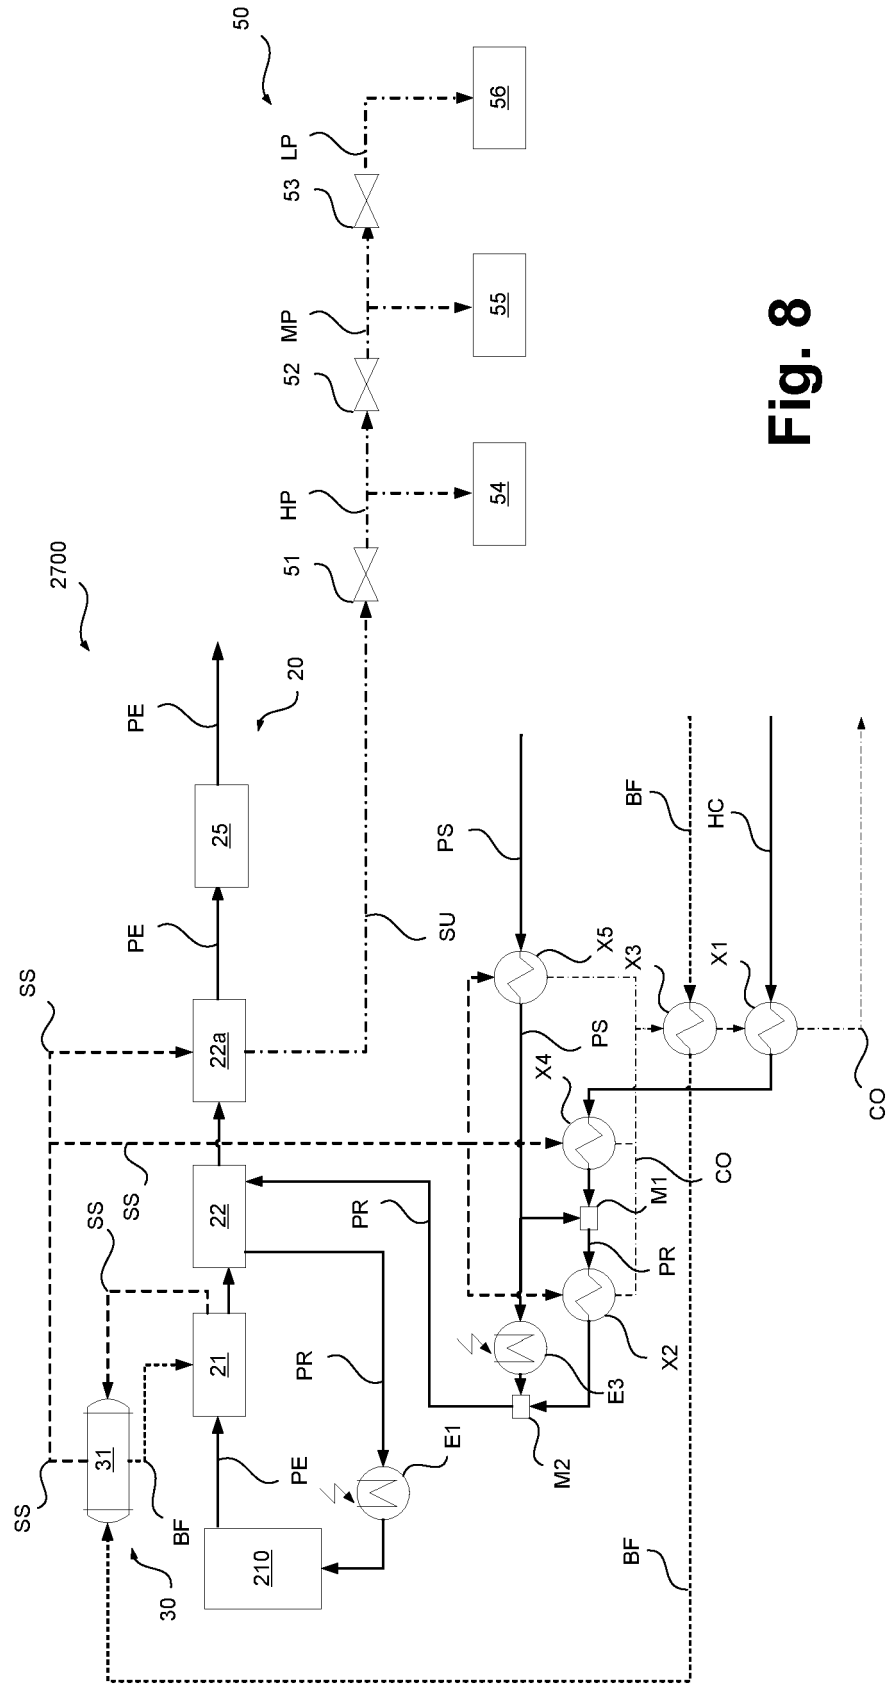 SS
SS
2700
SS
31
SS
PE
PE
30
BF
21
22
22a
25
50
210
PE
20
51
HP
52
MP
53
LP
PR
PR
E1
SU
PS
54
55
56
M2
X4
PS
X5
E3
X3
BF
BF
X2
PR
M1
CO
X1
HC
Fig. 8
CO